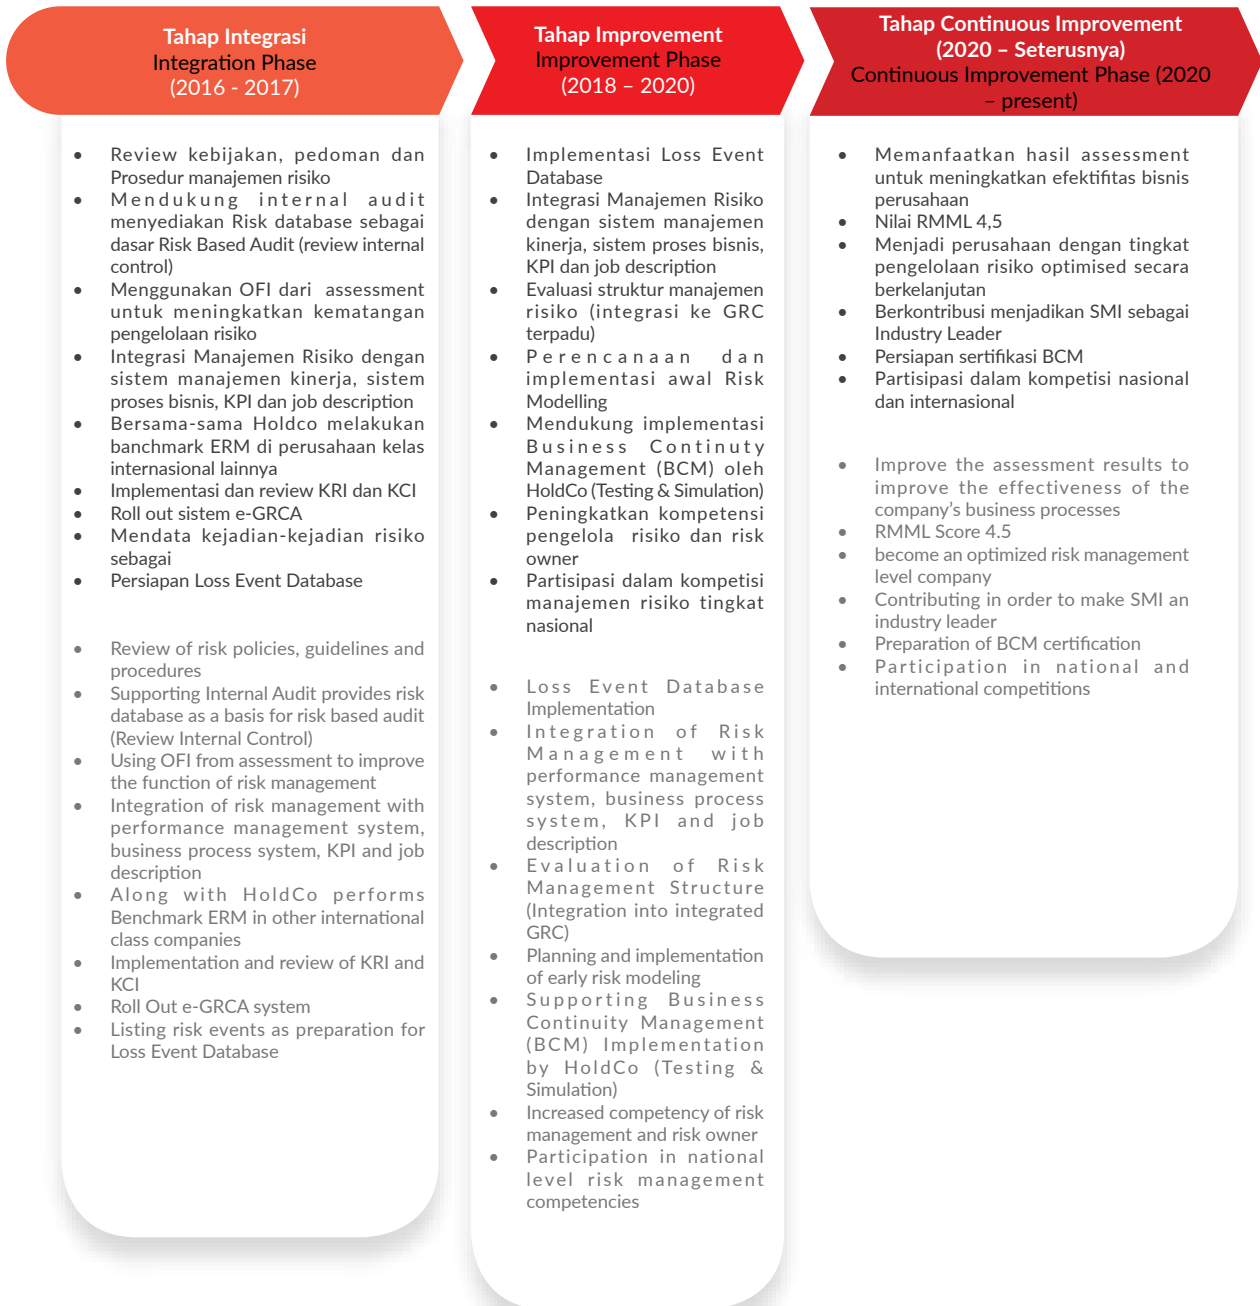 Tahap Integrasi
Integration Phase
(2016 - 2017)
• Review kebijakan, pedoman dan
Prosedur manajemen risiko
• Mendukung internal audit
menyediakan Risk database sebagai
dasar Risk Based Audit (review internal
control)
• Menggunakan OFI dari assessment
untuk meningkatkan kematangan
pengelolaan risiko
• Integrasi Manajemen Risiko dengan
sistem manajemen kinerja, sistem
proses bisnis, KPI dan job description
• Bersama-sama Holdco melakukan
banchmark ERM di perusahaan kelas
internasional lainnya
• Implementasi dan review KRI dan KCI
• Roll out sistem e-GRCA
• Mendata kejadian-kejadian risiko
sebagai
• Persiapan Loss Event Database
• Review of risk policies, guidelines and
procedures
• Supporting Internal Audit provides risk
database as a basis for risk based audit
(Review Internal Control)
• Using OFI from assessment to improve
the function of risk management
• Integration of risk management with
performance management system,
business process system, KPI and job
description
• Along with HoldCo performs
Benchmark ERM in other international
class companies
• Implementation and review of KRI and
KCI
• Roll Out e-GRCA system
• Listing risk events as preparation for
Loss Event Database
Tahap Improvement
Improvement Phase
(2018 – 2020)
• Implementasi Loss Event
Database
• Integrasi Manajemen Risiko
dengan sistem manajemen
kinerja, sistem proses bisnis,
KPI dan job description
• Evaluasi struktur manajemen
risiko (integrasi ke GRC
terpadu)
• Perencanaan dan
implementasi awal Risk
Modelling
• Mendukung implementasi
Business Continuty
Management (BCM) oleh
HoldCo (Testing & Simulation)
• Peningkatkan kompetensi
pengelola risiko dan risk
owner
• Partisipasi dalam kompetisi
manajemen risiko tingkat
nasional
• Loss Event Database
Implementation
• Integration of Risk
Management with
performance management
system, business process
system, KPI and job
description
• Evaluation of Risk
Management Structure
(Integration into integrated
GRC)
• Planning and implementation
of early risk modeling
• Supporting Business
Continuity Management
(BCM) Implementation
by HoldCo (Testing &
Simulation)
• Increased competency of risk
management and risk owner
• Participation in national
level risk management
competencies
Tahap Continuous Improvement
(2020 – Seterusnya)
Continuous Improvement Phase (2020
– present)
• Memanfaatkan hasil assessment
untuk meningkatkan efektifitas bisnis
perusahaan
• Nilai RMML 4,5
• Menjadi perusahaan dengan tingkat
pengelolaan risiko optimised secara
berkelanjutan
• Berkontribusi menjadikan SMI sebagai
Industry Leader
• Persiapan sertifikasi BCM
• Partisipasi dalam kompetisi nasional
dan internasional
• Improve the assessment results to
improve the effectiveness of the
company's business processes
• RMML Score 4.5
• become an optimized risk management
level company
• Contributing in order to make SMI an
industry leader
• Preparation of BCM certification
• Participation in national and
international competitions